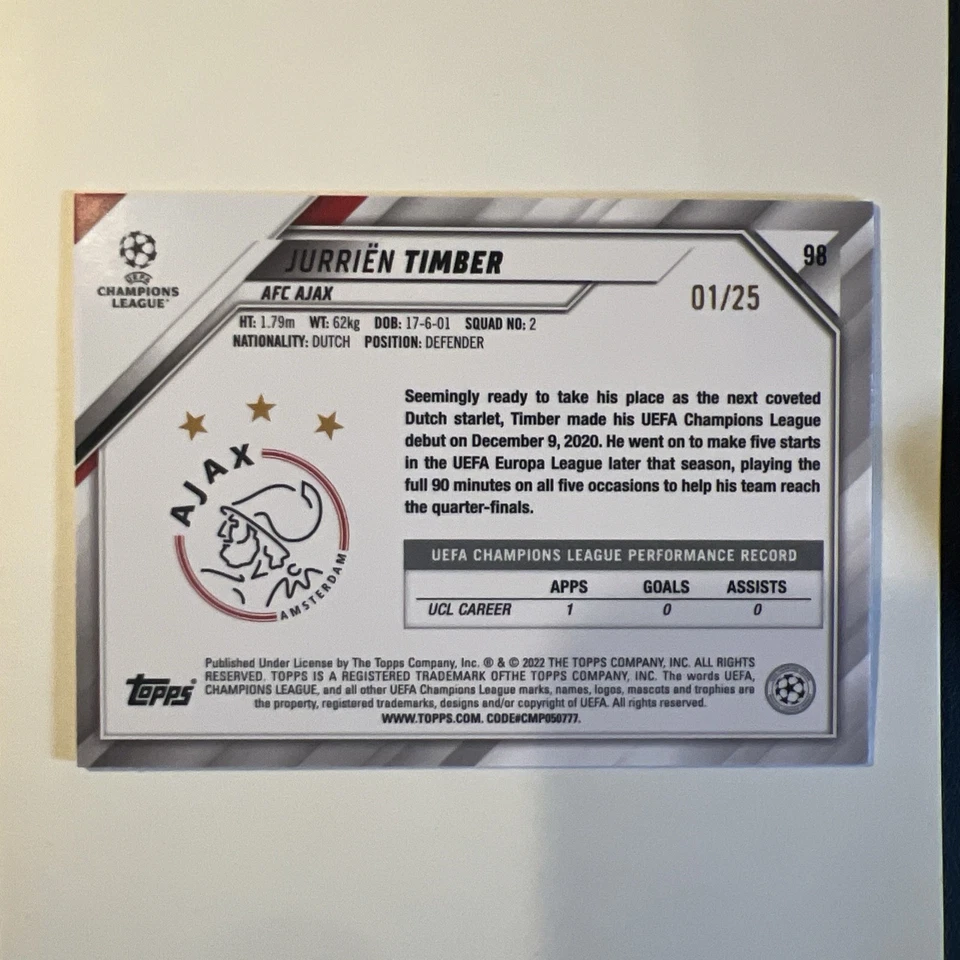 UEFA
CHAMPIONS
LEAGUE®
JURRIËN TIMBER
98
AFC AJAX
01/25
HT: 1.79m WT: 62kg DOB: 17-6-01 SQUAD NO: 2
NATIONALITY: DUTCH POSITION: DEFENDER
AJAX
AMSTERDAM
Seemingly ready to take his place as the next coveted
Dutch starlet, Timber made his UEFA Champions League
debut on December 9, 2020. He went on to make five starts
in the UEFA Europa League later that season, playing the
full 90 minutes on all five occasions to help his team reach
the quarter-finals.
UEFA CHAMPIONS LEAGUE PERFORMANCE RECORD
APPS GOALS ASSISTS
UCL CAREER 1 0 0
topps®
Published Under License by The Topps Company, Inc. ® & © 2022 THE TOPPS COMPANY, INC. ALL RIGHTS
RESERVED. TOPPS IS A REGISTERED TRADEMARK OFTHE TOPPS COMPANY, INC. The words UEFA,
CHAMPIONS LEAGUE, and all other UEFA Champions League marks, names, logos, mascots and trophies are
the property, registered trademarks, designs and/or copyright of UEFA. All rights reserved.
WWW.TOPPS.COM. CODE#CMP050777.